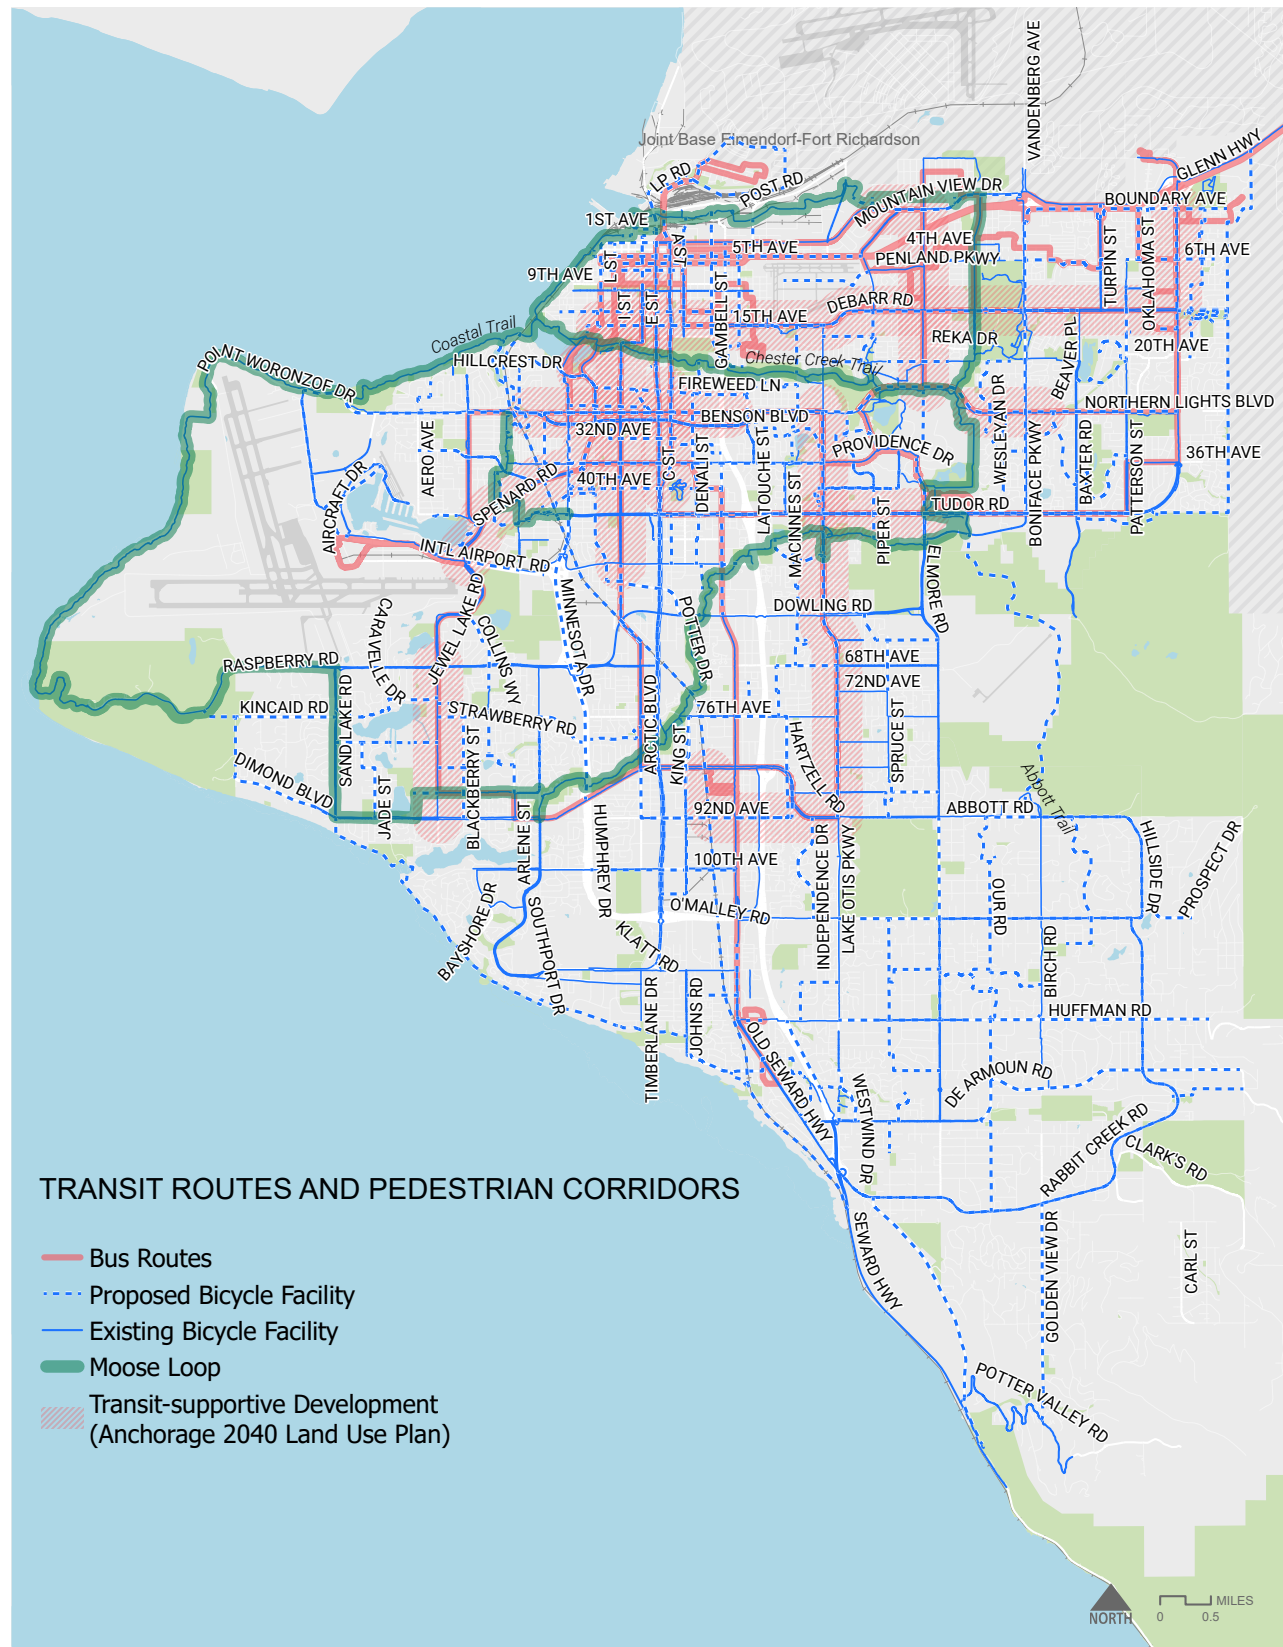 VANDENBERG AVE
Joint Base Elmendorf-Fort Richardson
GLENN HWY
LP RD
POST RD
MOUNTAIN VIEW DR
BOUNDARY AVE
1ST AVE
A ST
5TH AVE
4TH AVE
6TH AVE
PENLAND PKWY
TURPIN ST
OKLAHOMA ST
9TH AVE
L ST
I ST
E ST
GAMBELL ST
DEBARR RD
15TH AVE
REKA DR
20TH AVE
BEAVER PL
Coastal Trail
Chester Creek Trail
POINT WORONZOF DR
HILLCREST DR
FIREWEED LN
WESLEYAN DR
NORTHERN LIGHTS BLVD
BENSON BLVD
AERO AVE
32ND AVE
C ST
DENALI ST
LATOUCHE ST
PROVIDENCE DR
BONIFACE PKWY
BAXTER RD
PATTERSON ST
36TH AVE
AIRCRAFT DR
SPENARD RD
40TH AVE
MACINNES ST
PIPER ST
TUDOR RD
INTL AIRPORT RD
ELMORE RD
MINNESOTA DR
JEWEL LAKE RD
CARAVELLE DR
COLLINS WY
POTTER DR
DOWLING RD
RASPBERRY RD
68TH AVE
72ND AVE
KINCAID RD
SAND LAKE RD
STRAWBERRY RD
ARCTIC BLVD
76TH AVE
KING ST
HARTZELL RD
SPRUCE ST
DIMOND BLVD
JADE ST
BLACKBERRY ST
ARLENE ST
HUMPHREY DR
92ND AVE
ABBOTT RD
Abbott Trail
HILLSIDE DR
PROSPECT DR
100TH AVE
INDEPENDENCE DR
LAKE OTIS PKWY
OUR RD
BAYSHORE DR
SOUTHPORT DR
O'MALLEY RD
KLATT RD
BIRCH RD
TIMBERLANE DR
JOHNS RD
HUFFMAN RD
OLD SEWARD HWY
WESTWIND DR
DE ARMOUN RD
RABBIT CREEK RD
CLARK'S RD
SEWARD HWY
GOLDEN VIEW DR
CARL ST
POTTER VALLEY RD
TRANSIT ROUTES AND PEDESTRIAN CORRIDORS
Bus Routes
Proposed Bicycle Facility
Existing Bicycle Facility
Moose Loop
Transit-supportive Development
(Anchorage 2040 Land Use Plan)
NORTH
MILES
0 0.5